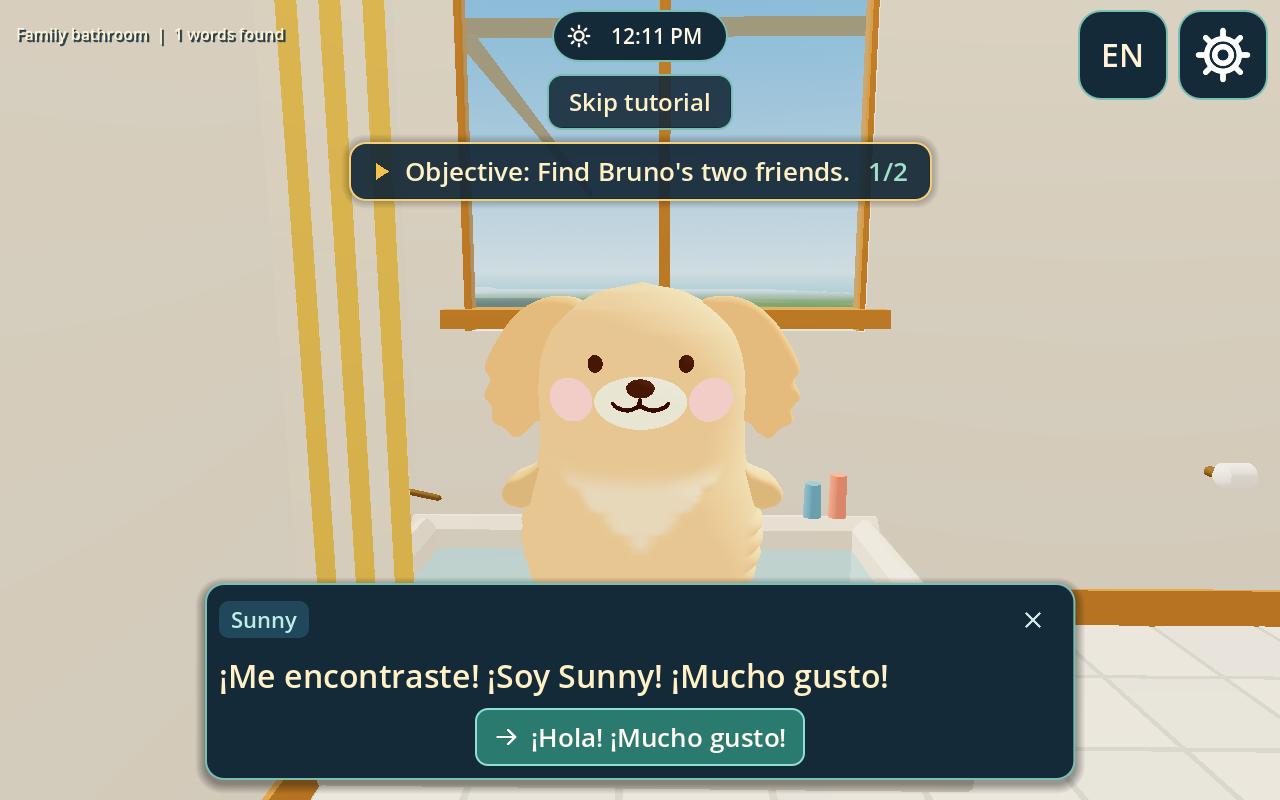 Family bathroom | 1 words found
12:11 PM
EN
Skip tutorial
Objective: Find Bruno's two friends. 1/2
Sunny
¡Me encontraste! ¡Soy Sunny! ¡Mucho gusto!
→ ¡Hola! ¡Mucho gusto!